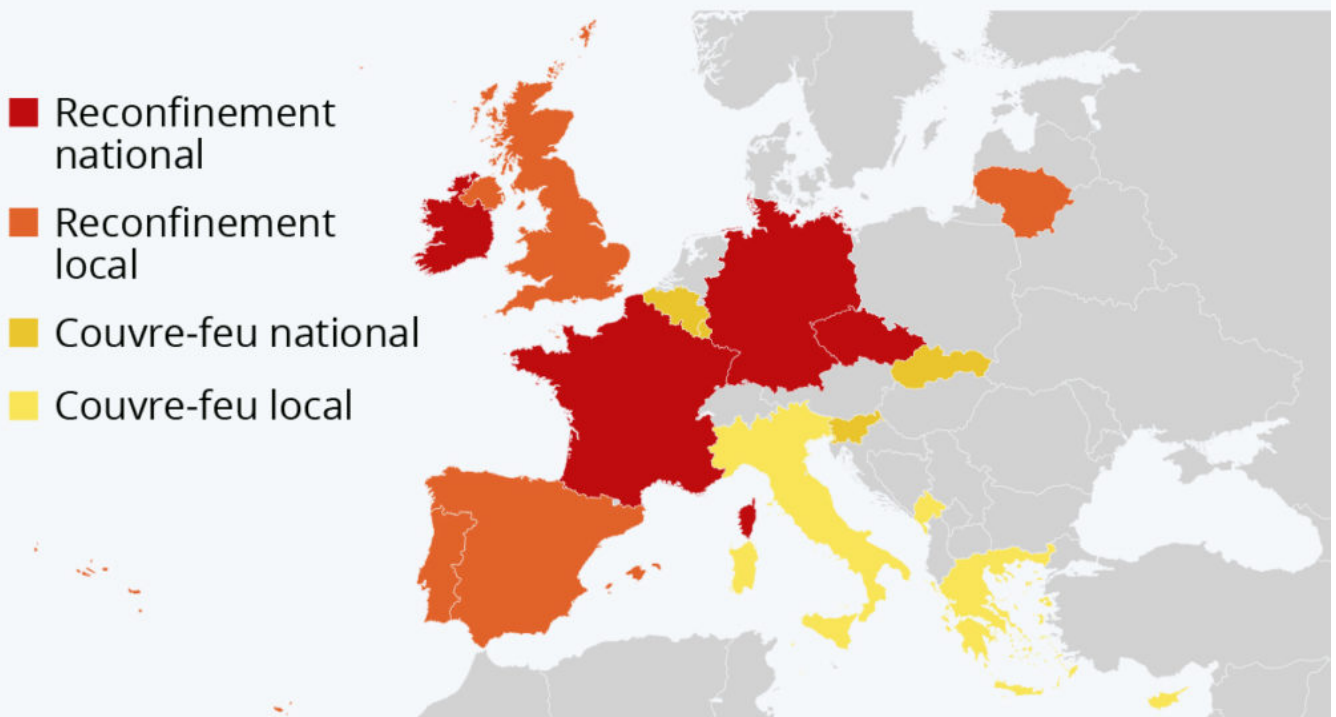 Reconfinement
national
Reconfinement
local
Couvre-feu national
Couvre-feu local